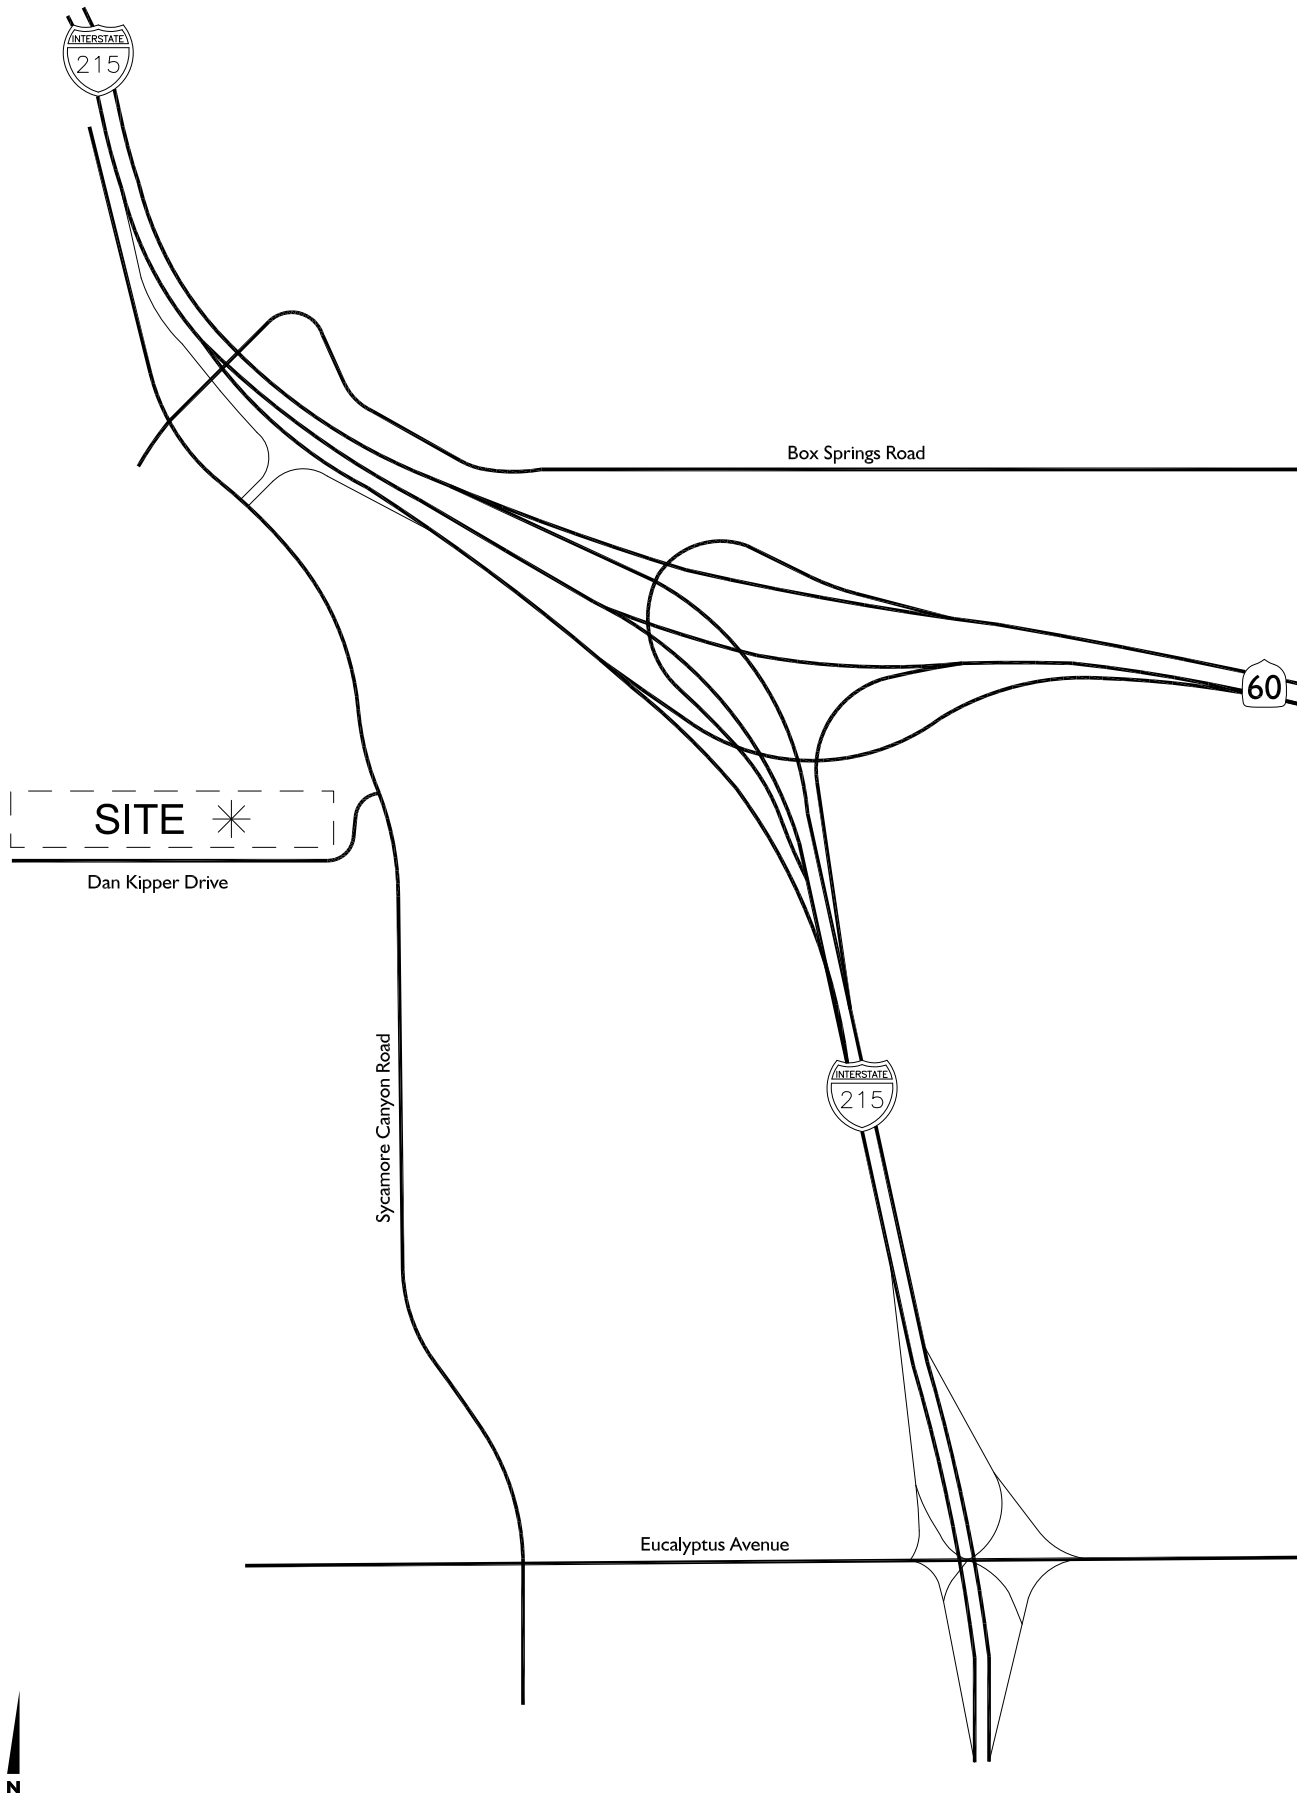 INTERSTATE
215
Box Springs Road
60
SITE
Dan Kipper Drive
Sycamore Canyon Road
INTERSTATE
215
Eucalyptus Avenue
N